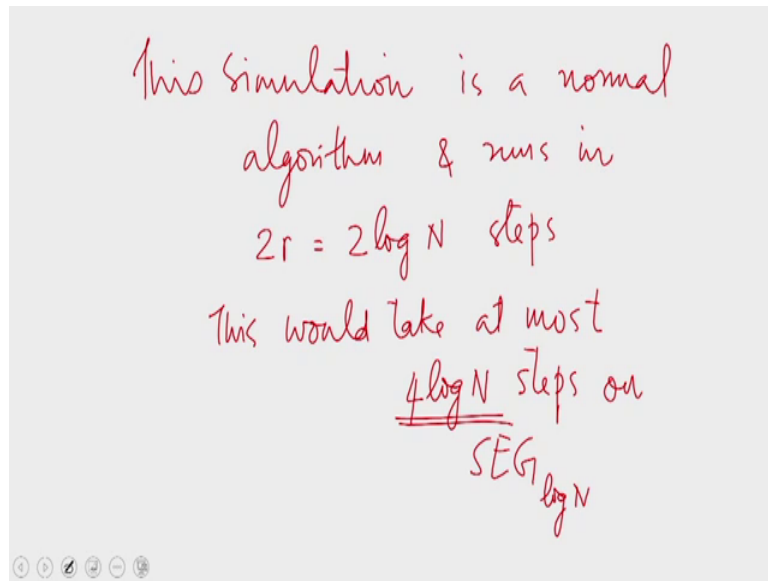 This simulation is a normal
algorithm & runs in
2r = 2 log N steps
This would take at most
4 log N steps on
SEG log N